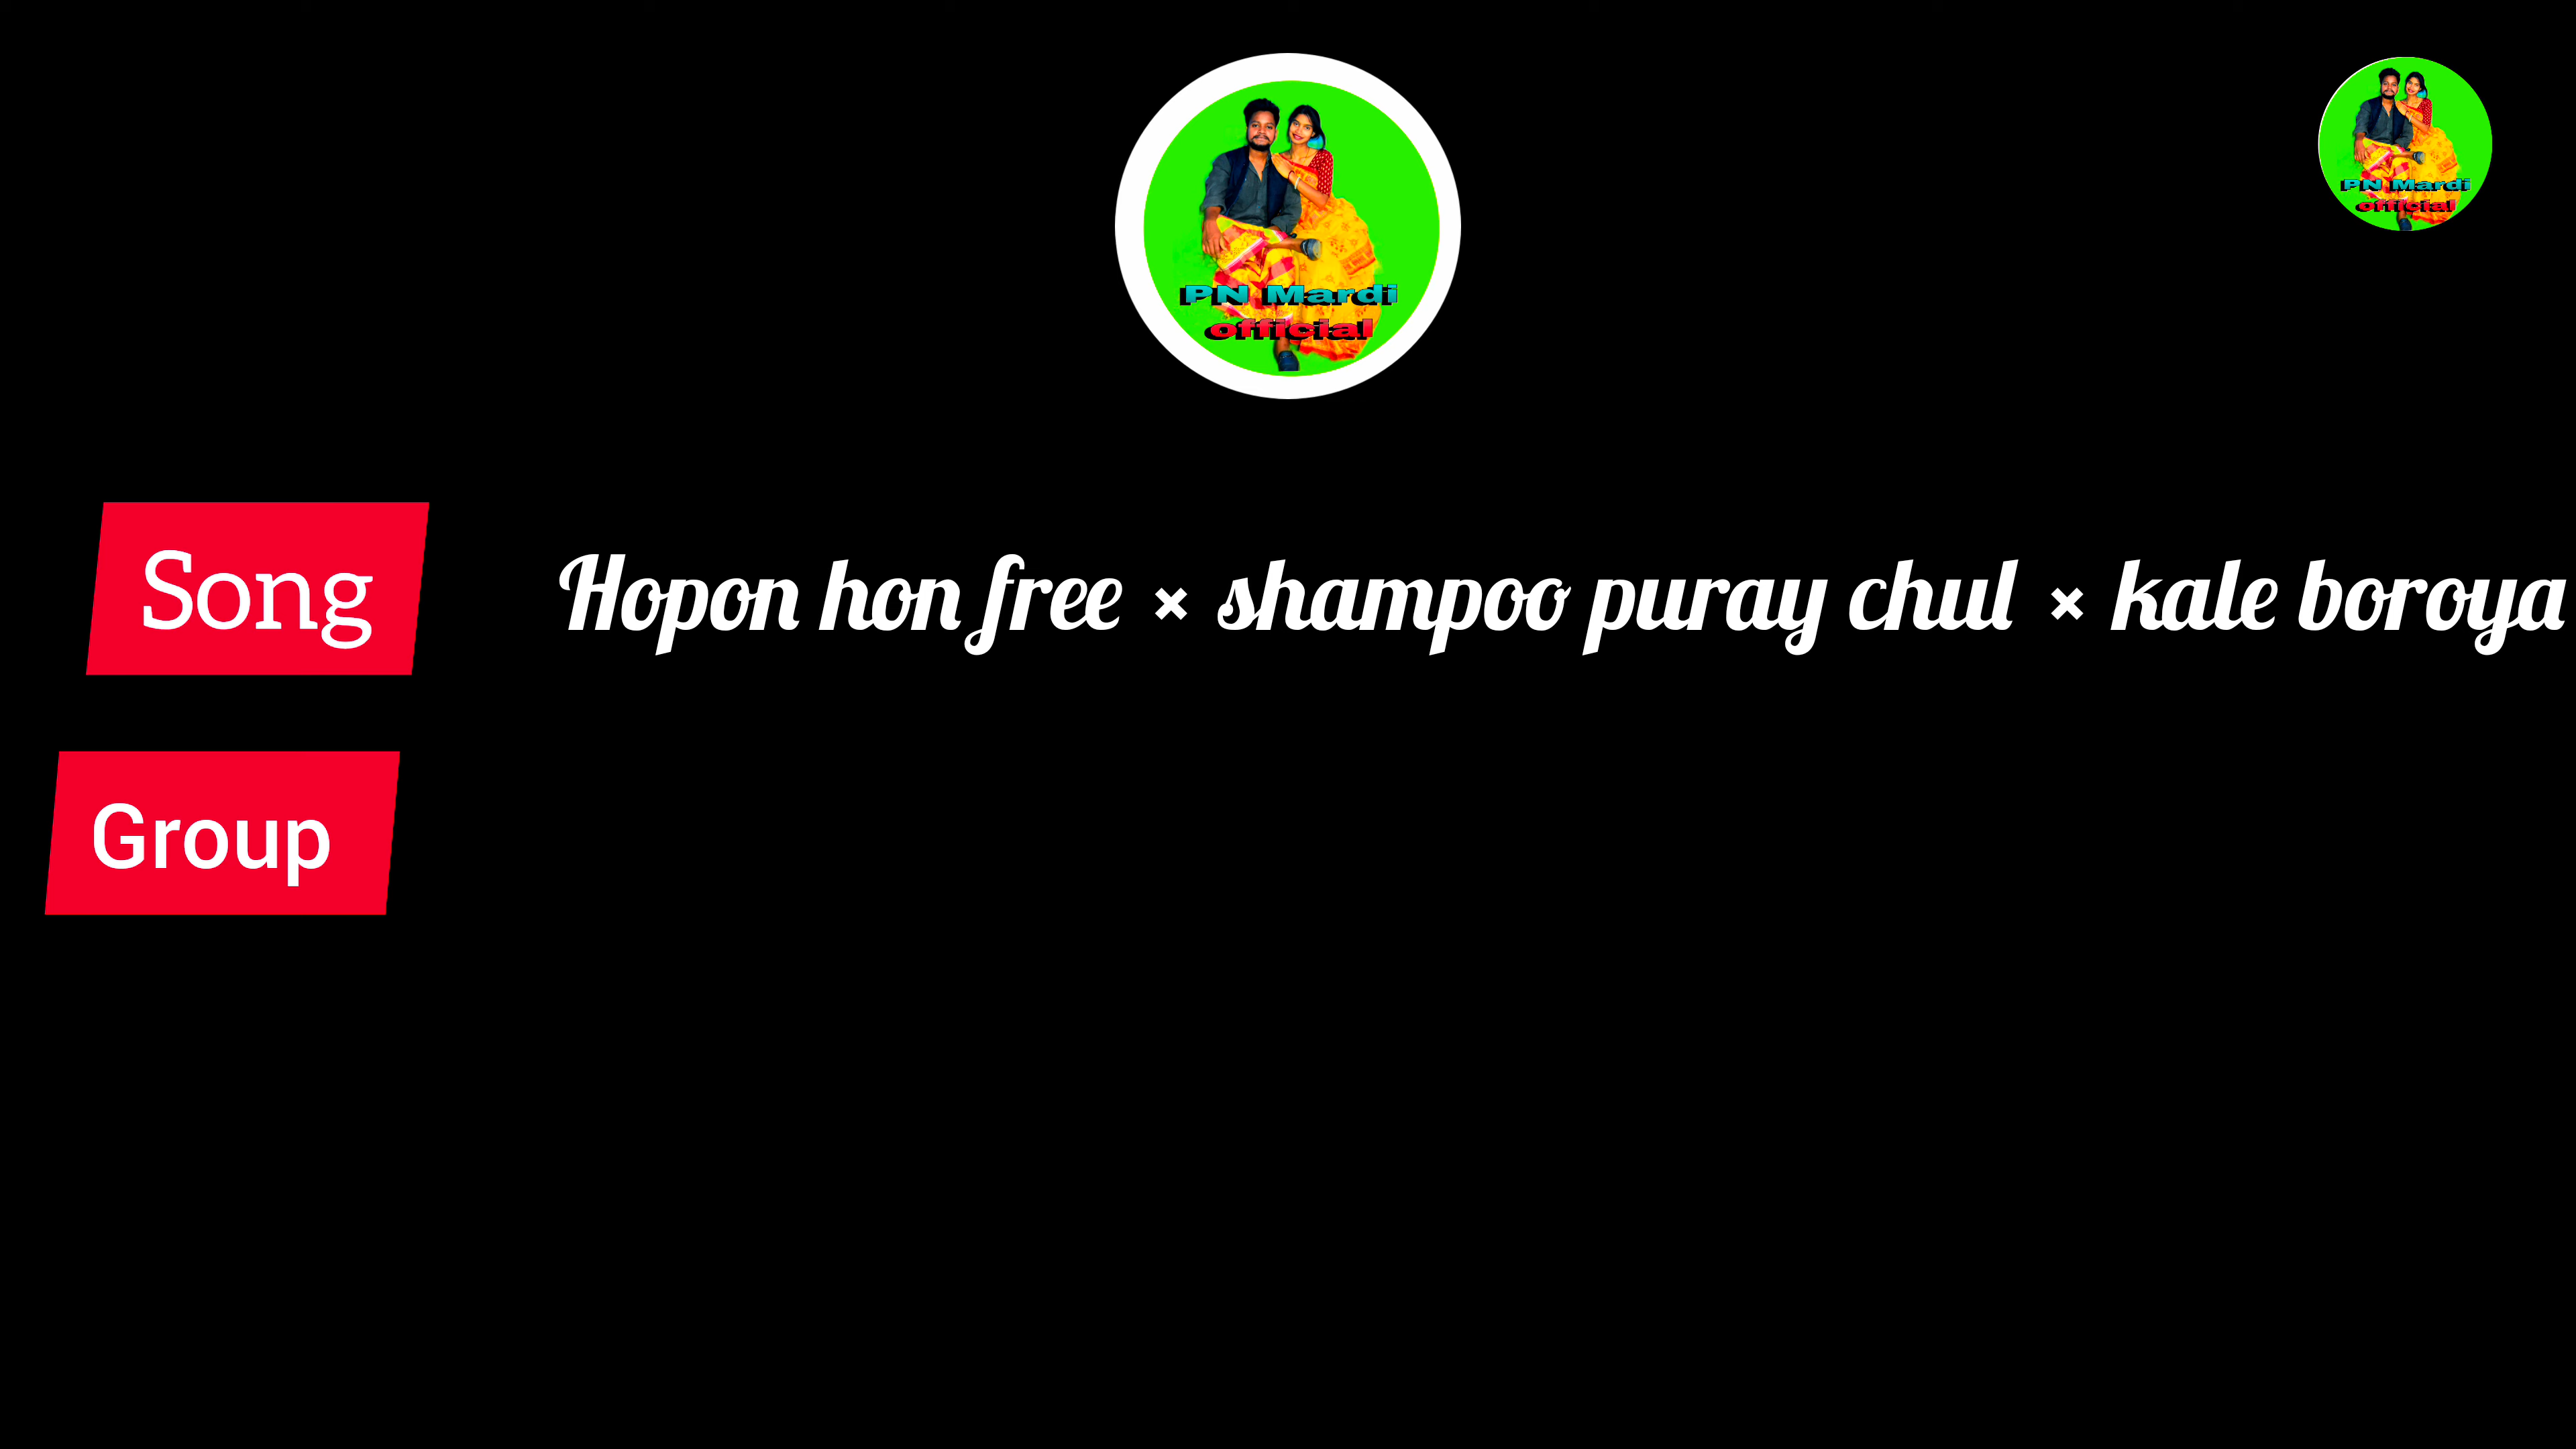 PN Mardi
official
PN Mardi
official
Song
Hopon hon free × shampoo puray chul × kale boroya
Group